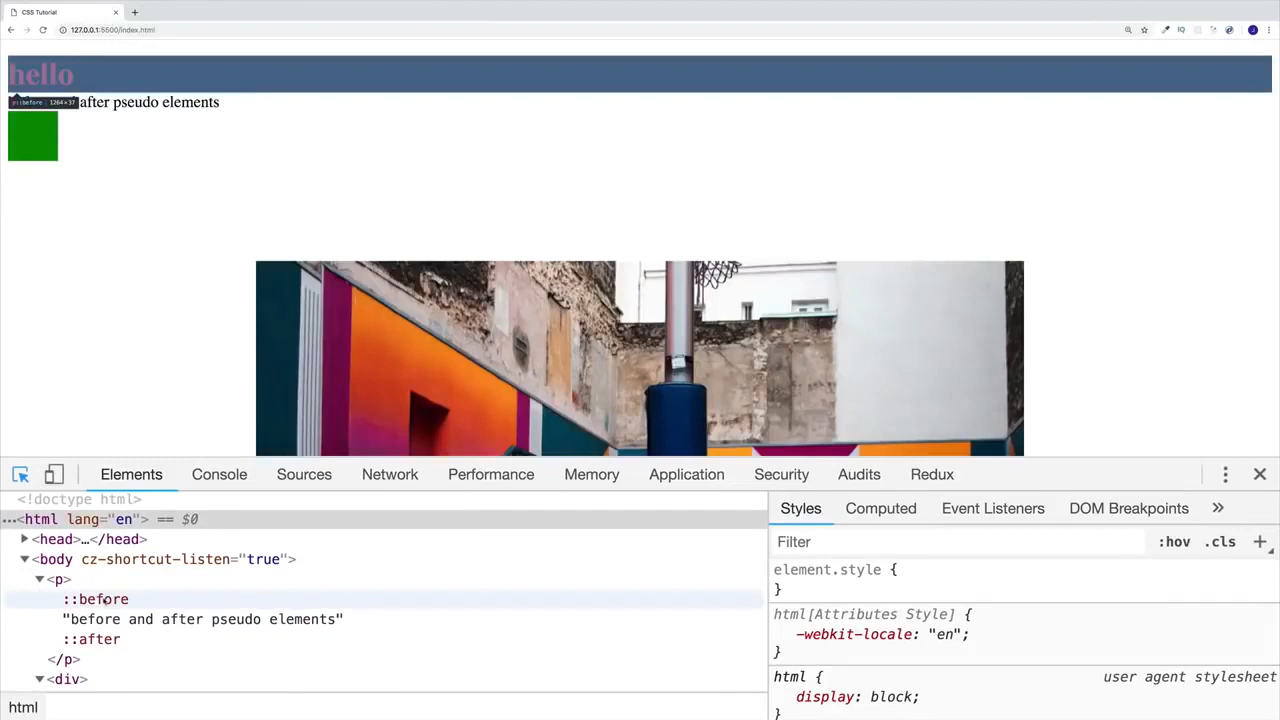 CSS Tutorial
127.0.0.1:5500/index.html
hello
p::before | 1264 × 37
after pseudo elements
Elements Console Sources Network Performance Memory Application Security Audits Redux
<!doctype html>
…<html lang="en"> == $0
<head>…</head>
<body cz-shortcut-listen="true">
<p>
::before
"before and after pseudo elements"
::after
</p>
<div>
html
Styles Computed Event Listeners DOM Breakpoints »
Filter :hov .cls +
element.style {
}
html[Attributes Style] {
-webkit-locale: "en";
}
html { user agent stylesheet
display: block;
}